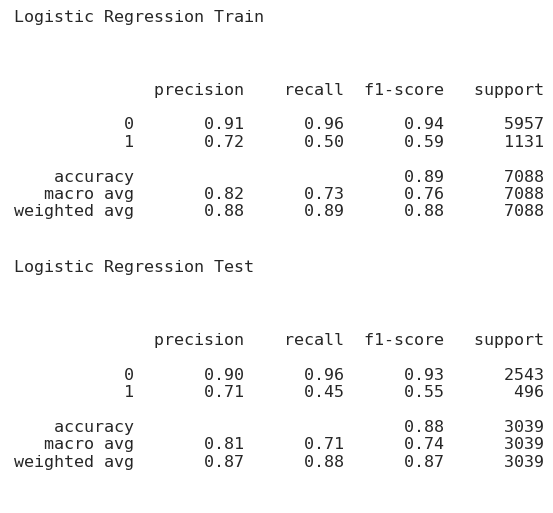 Logistic Regression Train
precision recall f1-score support
0 0.91 0.96 0.94 5957
1 0.72 0.50 0.59 1131
accuracy 0.89 7088
macro avg 0.82 0.73 0.76 7088
weighted avg 0.88 0.89 0.88 7088
Logistic Regression Test
precision recall f1-score support
0 0.90 0.96 0.93 2543
1 0.71 0.45 0.55 496
accuracy 0.88 3039
macro avg 0.81 0.71 0.74 3039
weighted avg 0.87 0.88 0.87 3039